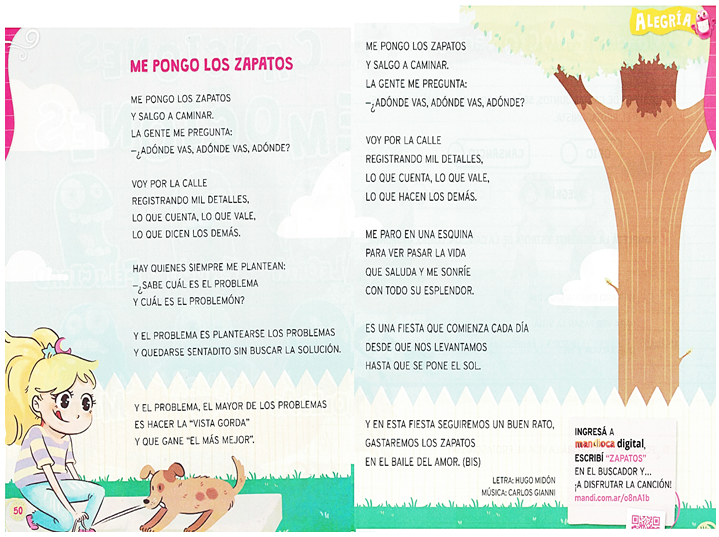 ME PONGO LOS ZAPATOS
ME PONGO LOS ZAPATOS
Y SALGO A CAMINAR.
LA GENTE ME PREGUNTA:
–¿ADÓNDE VAS, ADÓNDE VAS, ADÓNDE?
VOY POR LA CALLE
REGISTRANDO MIL DETALLES,
LO QUE CUENTA, LO QUE VALE,
LO QUE DICEN LOS DEMÁS.
HAY QUIENES SIEMPRE ME PLANTEAN:
–¿SABE CUÁL ES EL PROBLEMA
Y CUÁL ES EL PROBLEMÓN?
Y EL PROBLEMA ES PLANTEARSE LOS PROBLEMAS
Y QUEDARSE SENTADITO SIN BUSCAR LA SOLUCIÓN.
Y EL PROBLEMA, EL MAYOR DE LOS PROBLEMAS
ES HACER LA "VISTA GORDA"
Y QUE GANE "EL MÁS MEJOR".
50
ALEGRÍA
ME PONGO LOS ZAPATOS
Y SALGO A CAMINAR.
LA GENTE ME PREGUNTA:
–¿ADÓNDE VAS, ADÓNDE VAS, ADÓNDE?
VOY POR LA CALLE
REGISTRANDO MIL DETALLES,
LO QUE CUENTA, LO QUE VALE,
LO QUE HACEN LOS DEMÁS.
ME PARO EN UNA ESQUINA
PARA VER PASAR LA VIDA
QUE SALUDA Y ME SONRÍE
CON TODO SU ESPLENDOR.
ES UNA FIESTA QUE COMIENZA CADA DÍA
DESDE QUE NOS LEVANTAMOS
HASTA QUE SE PONE EL SOL.
Y EN ESTA FIESTA SEGUIREMOS UN BUEN RATO,
GASTAREMOS LOS ZAPATOS
EN EL BAILE DEL AMOR. (BIS)
LETRA: HUGO MIDÓN
MÚSICA: CARLOS GIANNI
INGRESÁ A
mandioca digital,
ESCRIBÍ "ZAPATOS"
EN EL BUSCADOR Y...
¡A DISFRUTAR LA CANCIÓN!
mandi.com.ar/o8nA1b